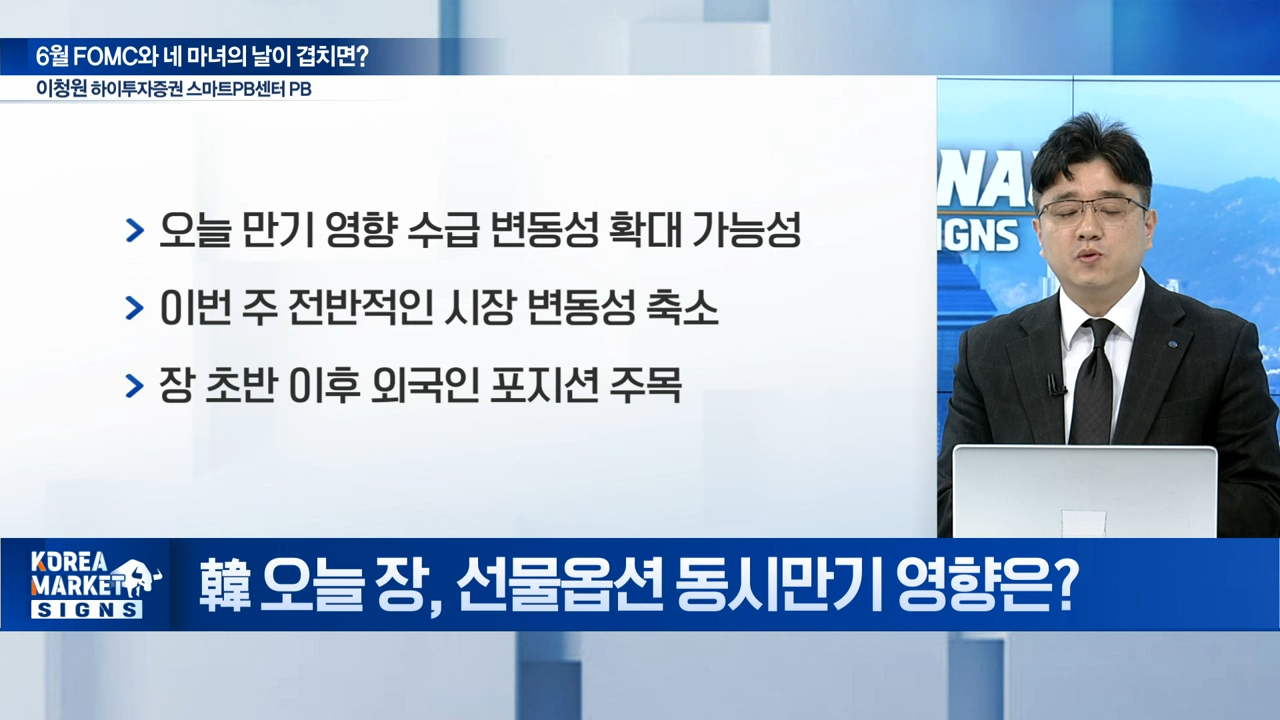 6월 FOMC와 네 마녀의 날이 겹치면?
이청원 하이투자증권 스마트PB센터 PB
> 오늘 만기 영향 수급 변동성 확대 가능성
> 이번 주 전반적인 시장 변동성 축소
> 장 초반 이후 외국인 포지션 주목
IGNS
KOREA
MARKET
SIGNS
韓 오늘 장, 선물옵션 동시만기 영향은?